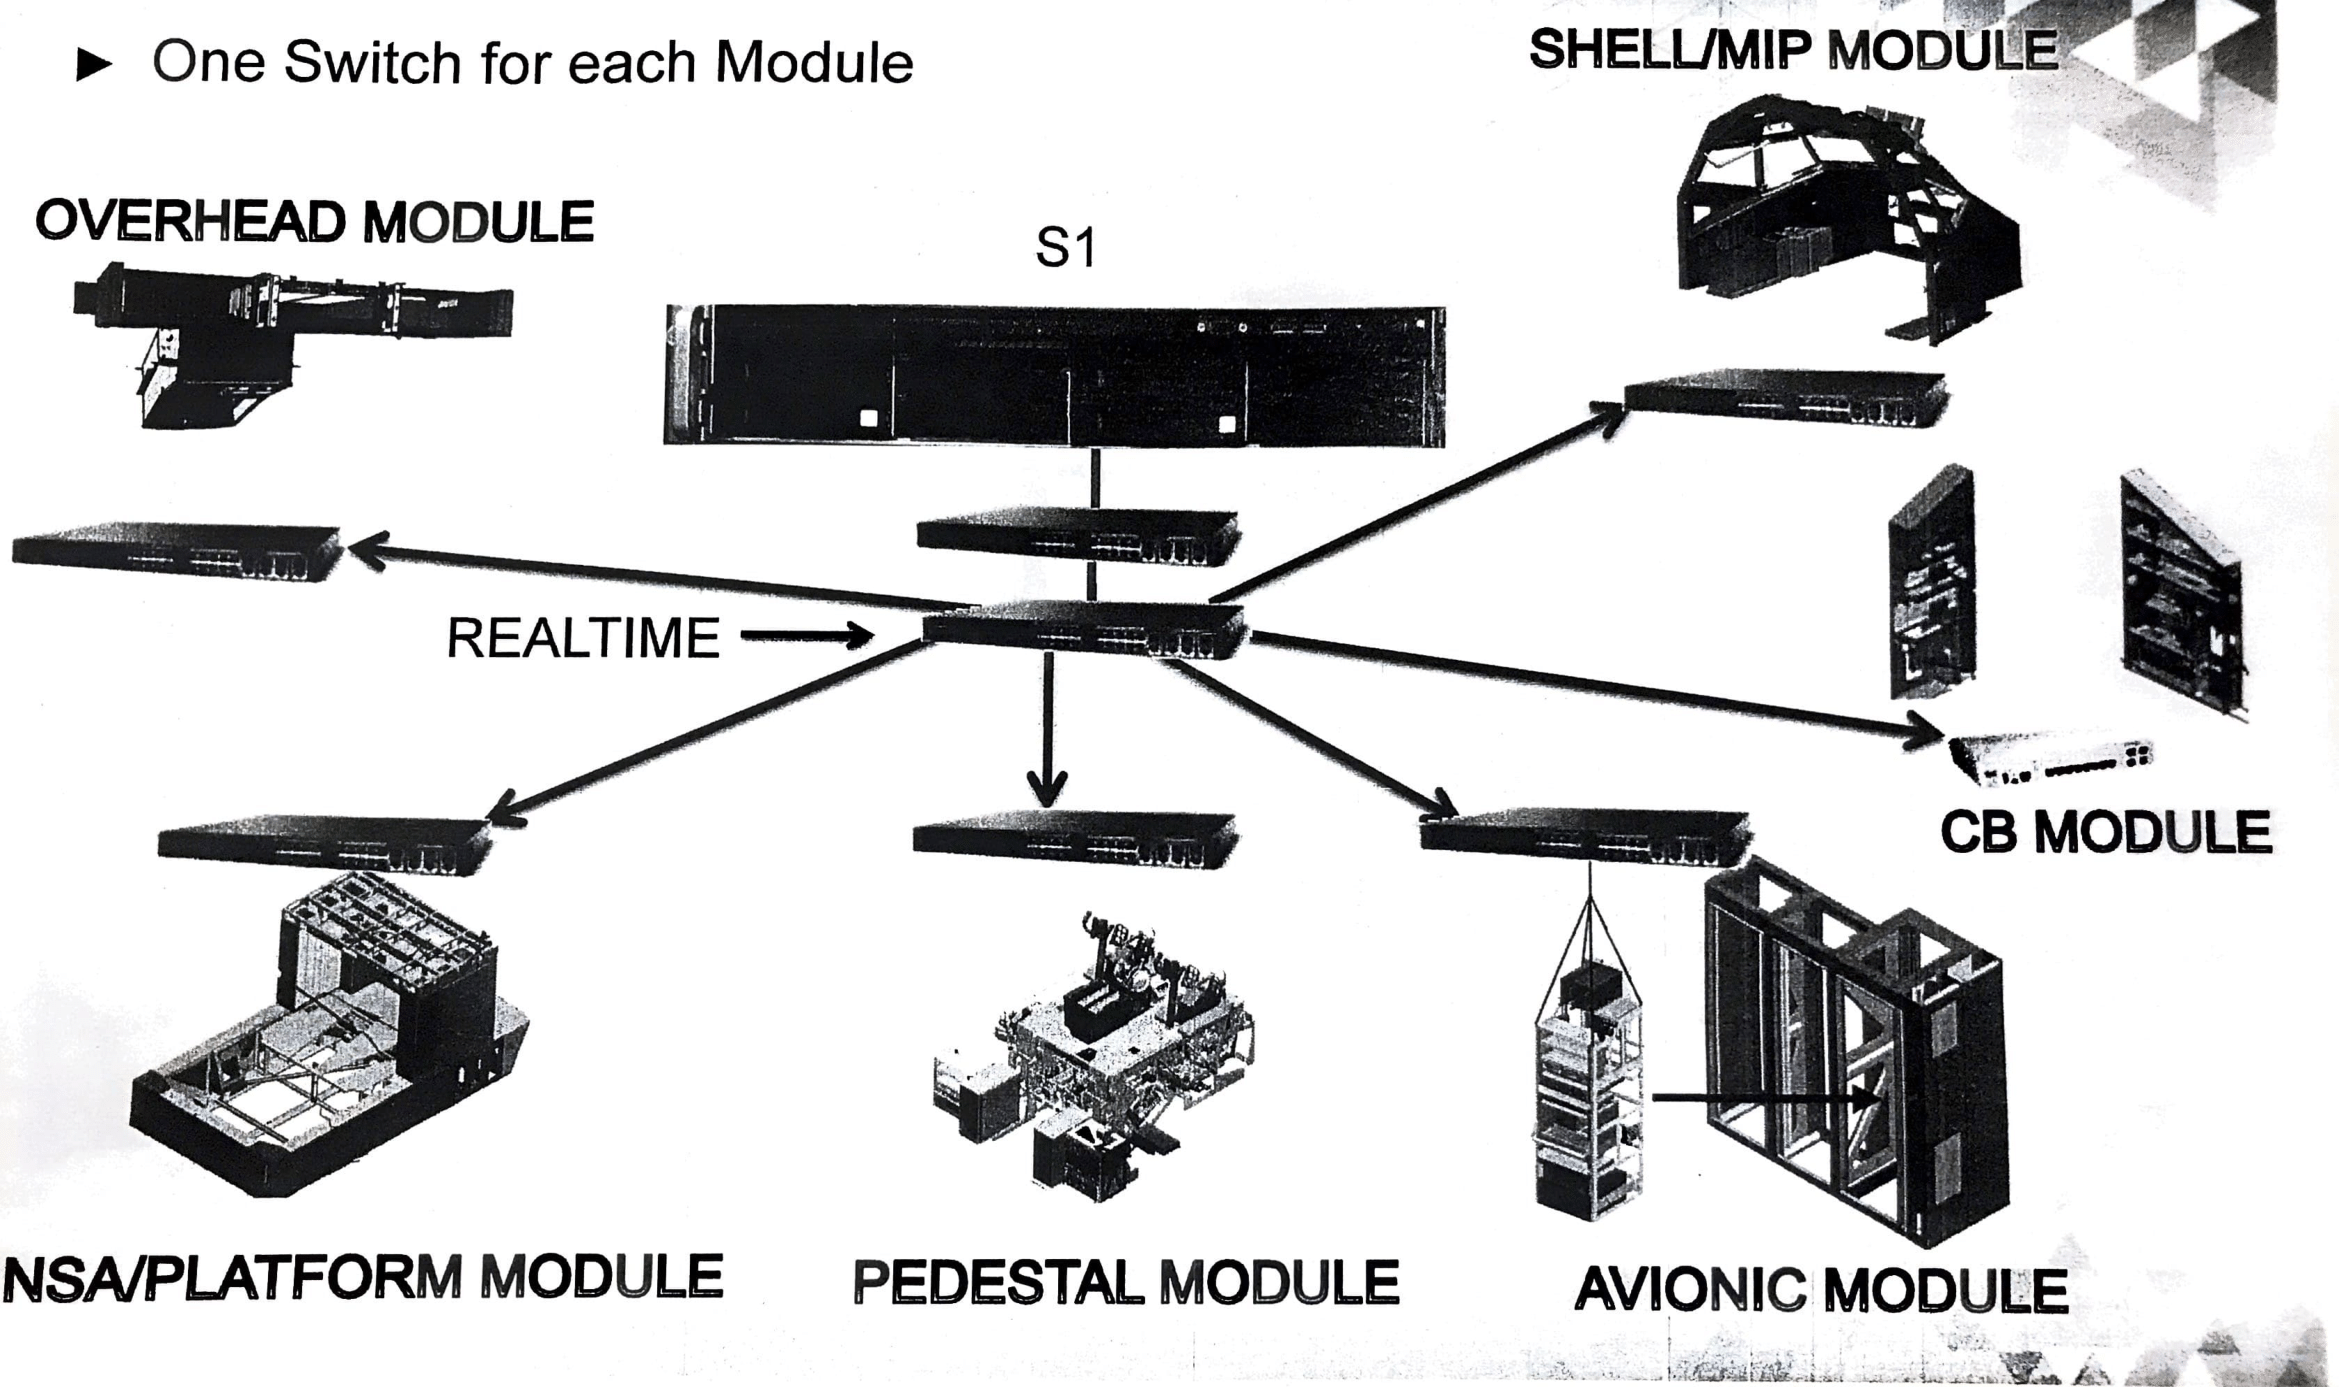 ► One Switch for each Module
SHELL/MIP MODULE
OVERHEAD MODULE
S1
REALTIME
CB MODULE
NSA/PLATFORM MODULE
PEDESTAL MODULE
AVIONIC MODULE